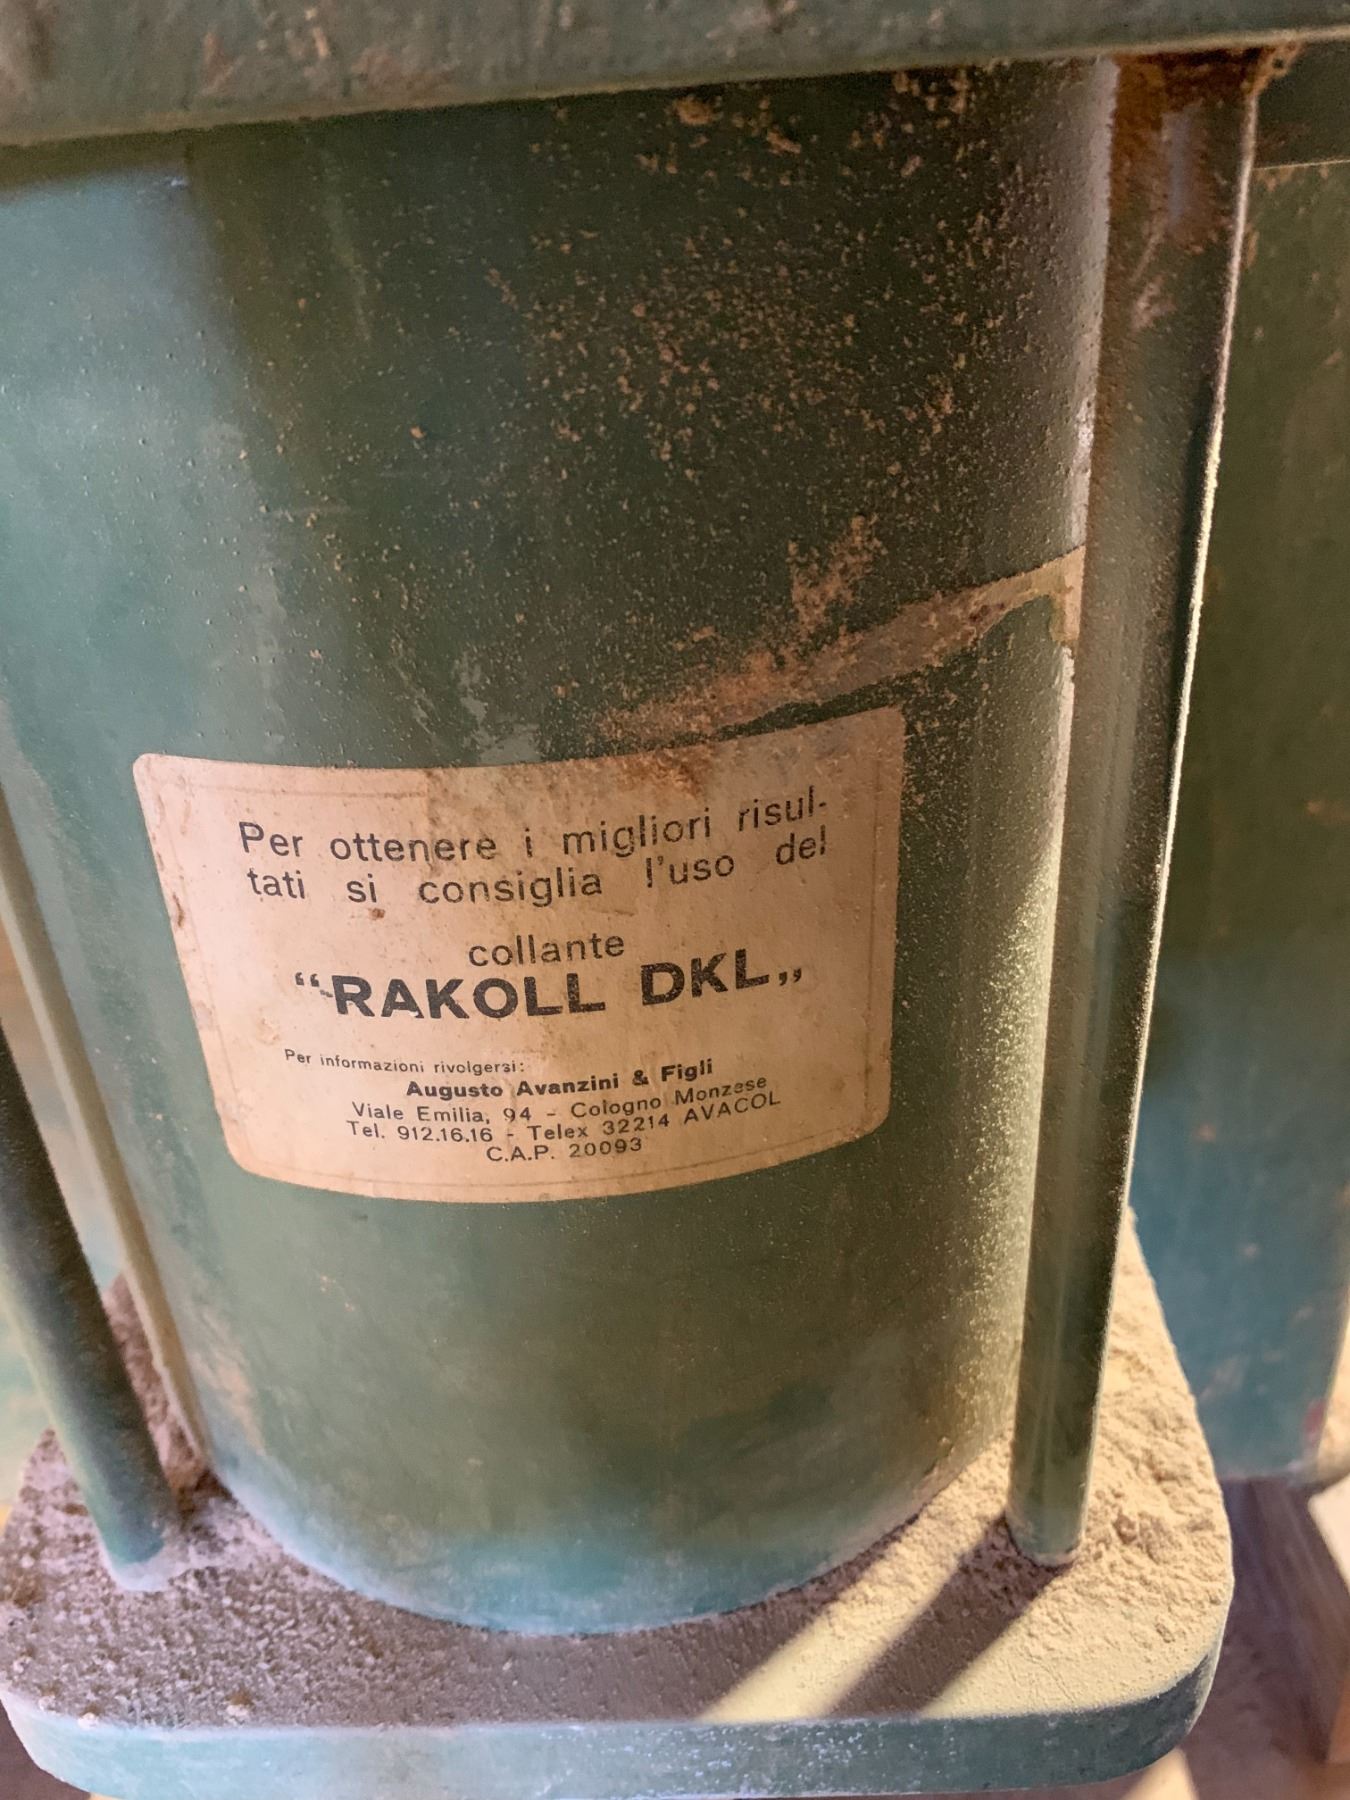 Per ottenere i migliori risul-
tati si consiglia l'uso del
collante
“RAKOLL DKL„
Per informazioni rivolgersi:
Augusto Avanzini & Figli
Viale Emilia, 94 - Cologno Monzese
Tel. 912.16.16 - Telex 32214 AVACOL
C.A.P. 20093